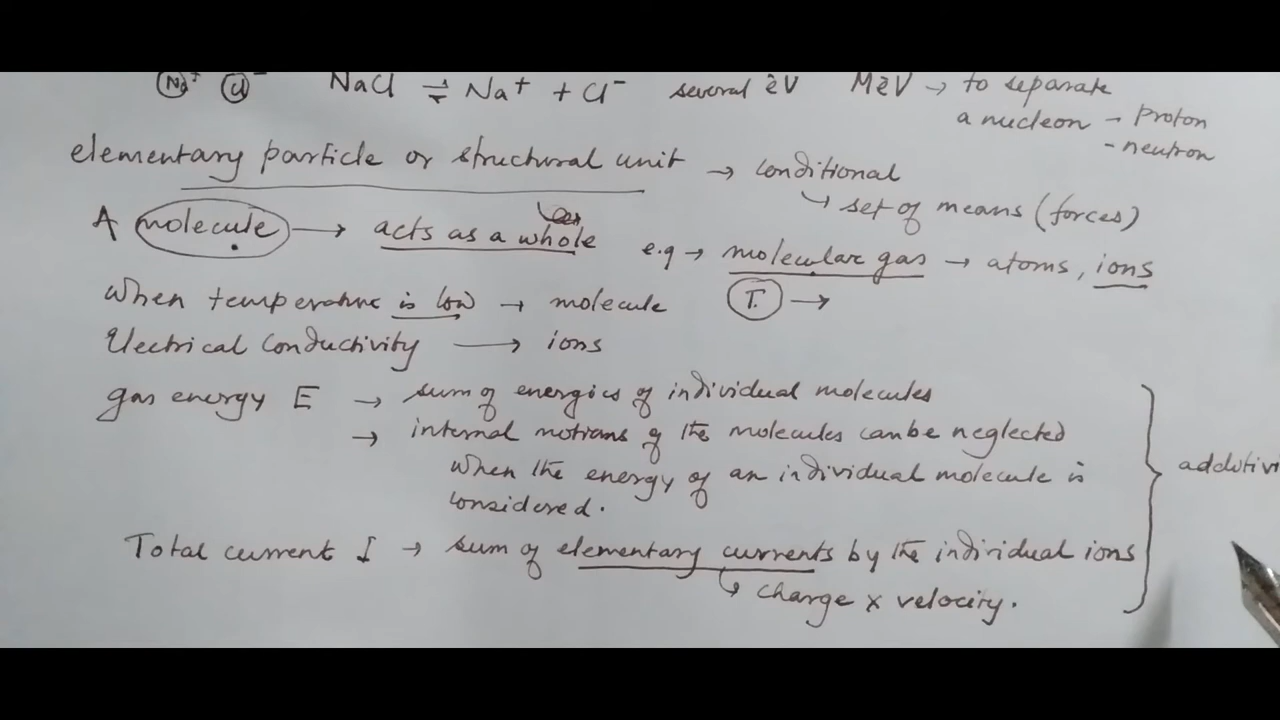 Na⁺ Cl⁻ NaCl ⇌ Na⁺ + Cl⁻ several eV MeV → to separate
a nucleon - proton
- neutron
elementary particle or structural unit → conditional
↳ set of means (forces)
A molecule → acts as a whole e.g → molecular gas → atoms, ions
When temperature is low → molecule T. →
Electrical Conductivity → ions
gas energy E → sum of energies of individual molecules
→ internal motions of the molecules can be neglected
when the energy of an individual molecule is
considered.
additivi
Total current I → sum of elementary currents by the individual ions
↳ charge x velocity.